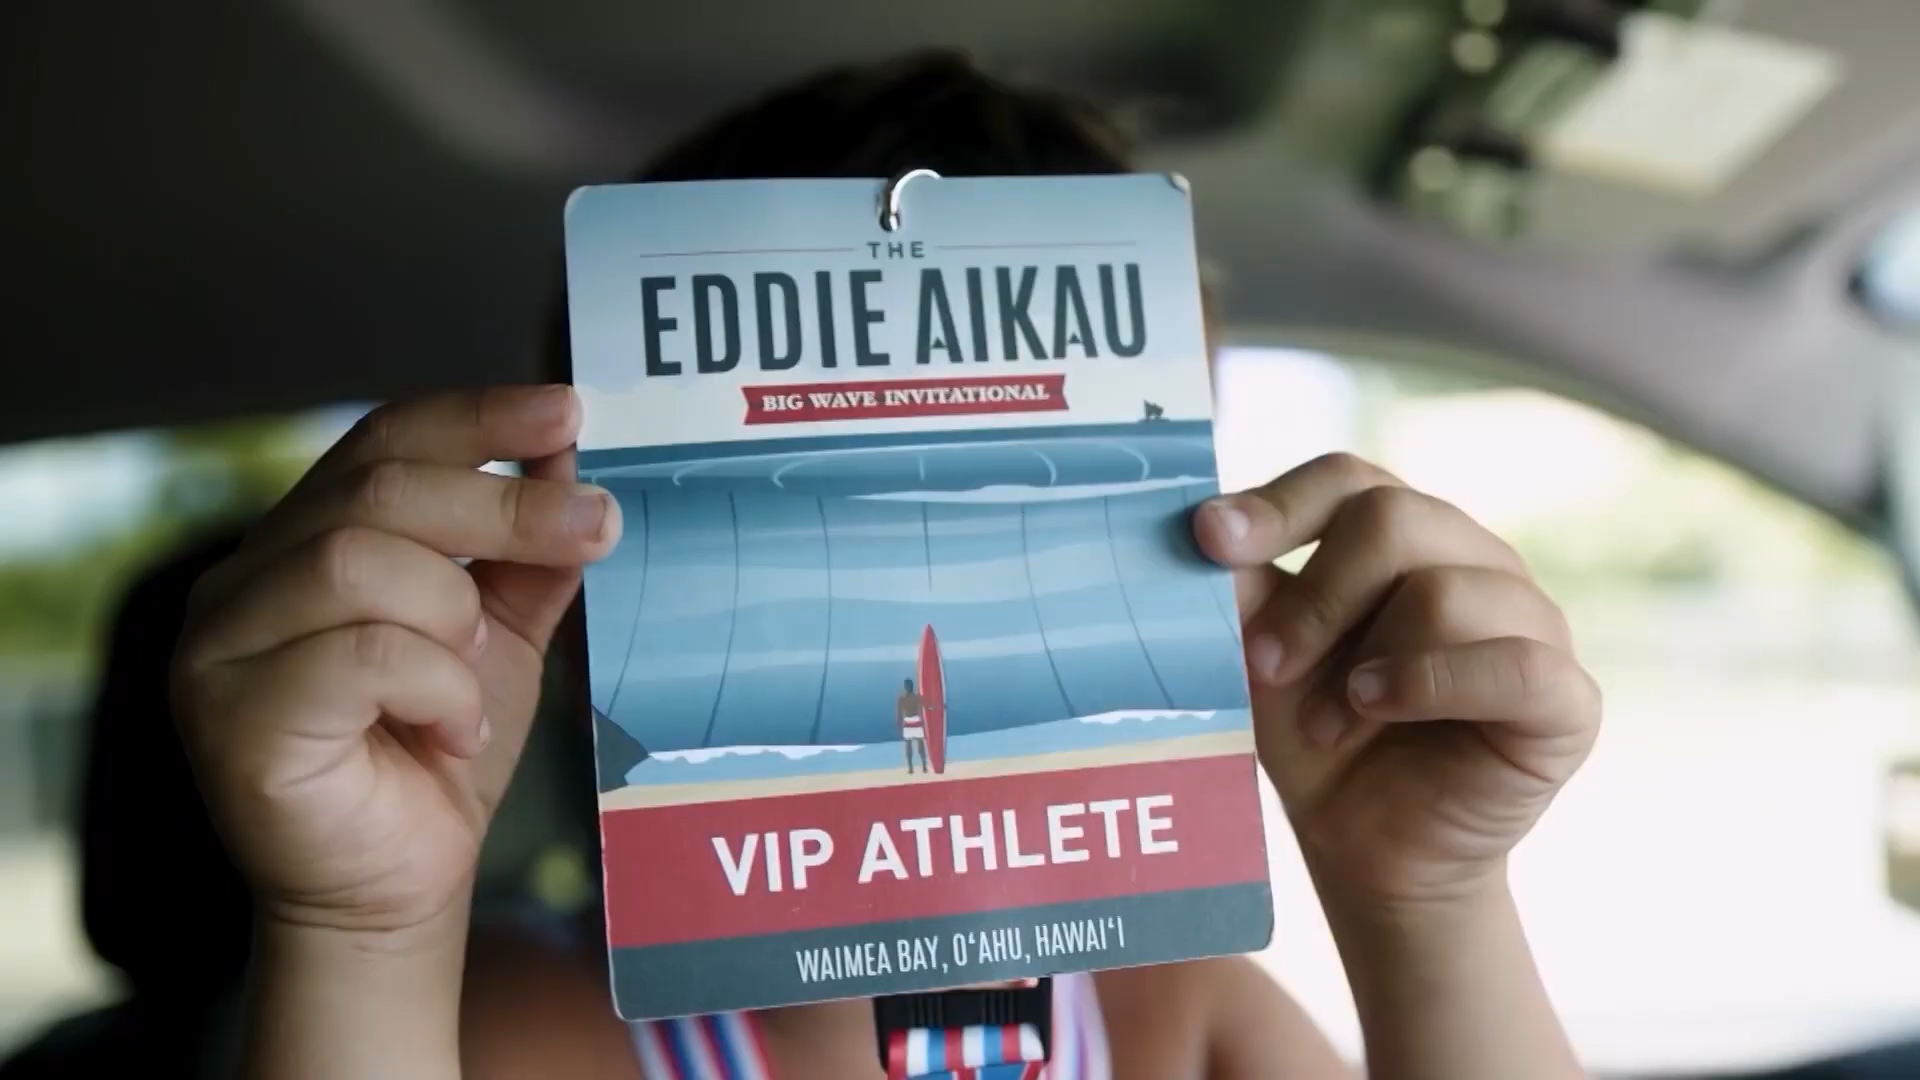 THE
EDDIE AIKAU
BIG WAVE INVITATIONAL
VIP ATHLETE
WAIMEA BAY, OʻAHU, HAWAIʻI